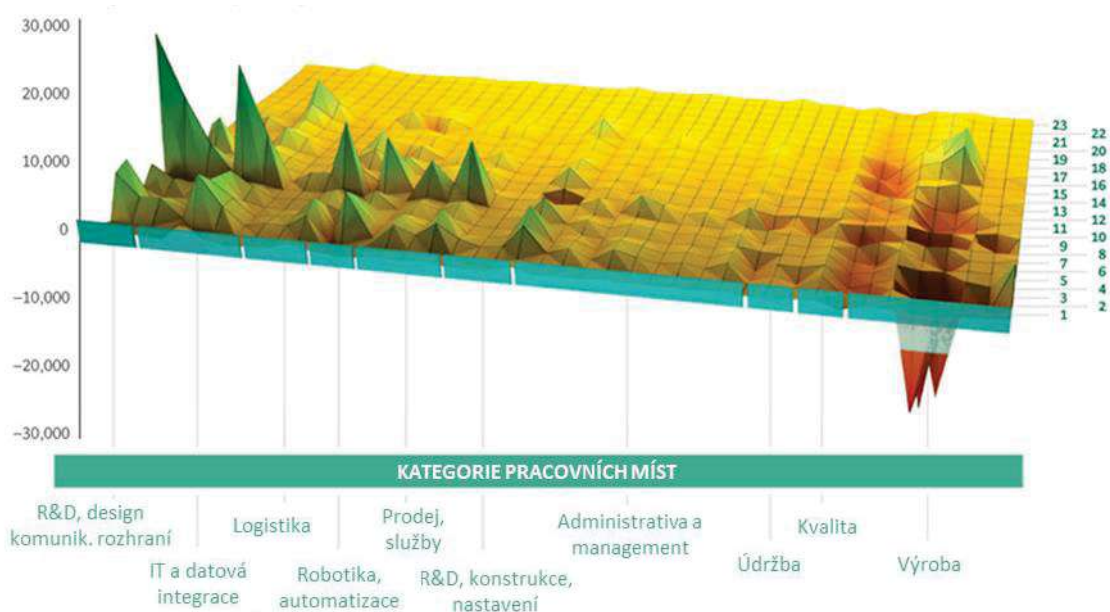 30,000
20,000
10,000
0
−10,000
−20,000
−30,000
23
22
21
20
19
18
17
16
15
14
13
12
11
10
9
8
7
6
5
4
3
2
1
KATEGORIE PRACOVNÍCH MÍST
R&D, design
komunik. rozhraní
IT a datová
integrace
Logistika
Robotika,
automatizace
Prodej,
služby
R&D, konstrukce,
nastavení
Administrativa a
management
Údržba
Kvalita
Výroba